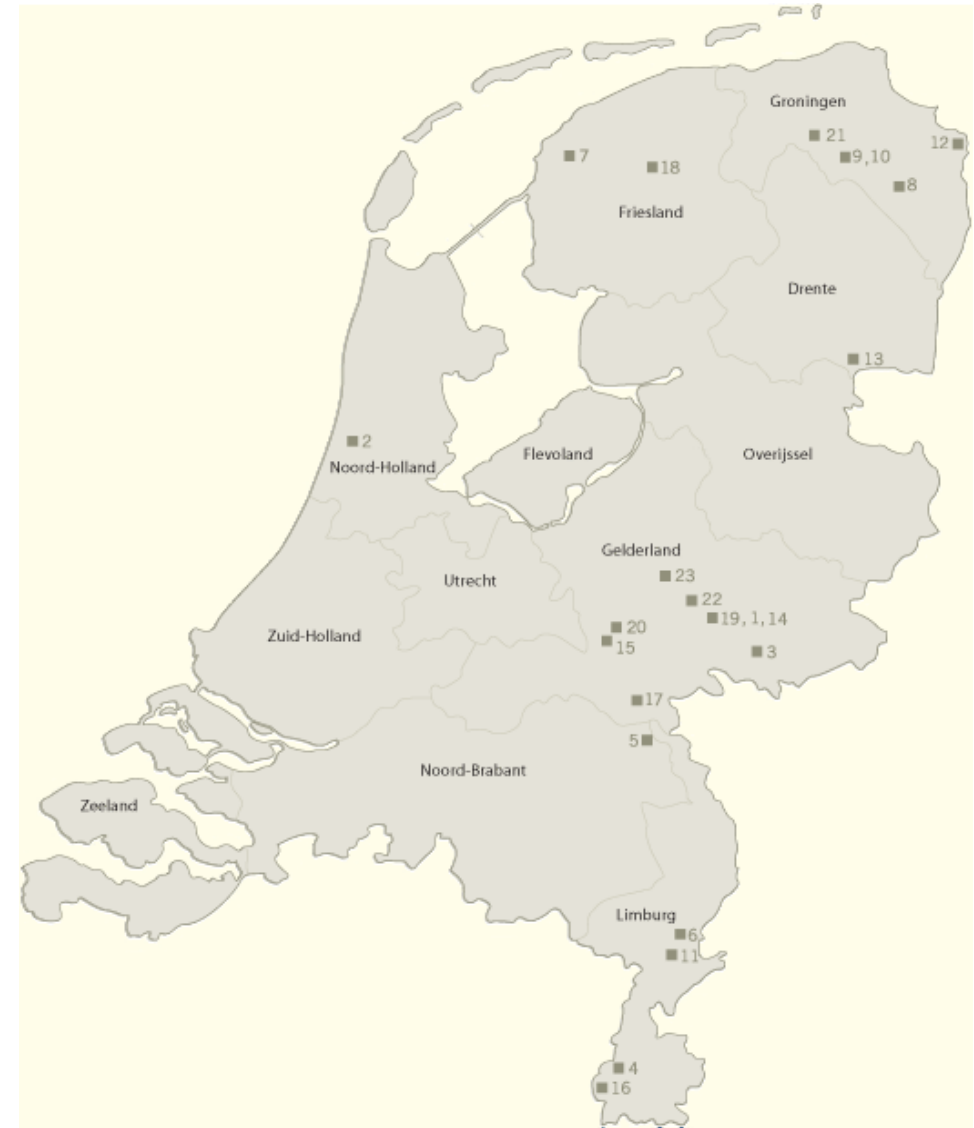 Groningen
21
12
9,10
7
18
8
Friesland
Drente
13
2
Noord-Holland
Flevoland
Overijssel
Gelderland
23
Utrecht
22
19, 1, 14
20
Zuid-Holland
15
3
17
5
Noord-Brabant
Zeeland
Limburg
6
11
4
16